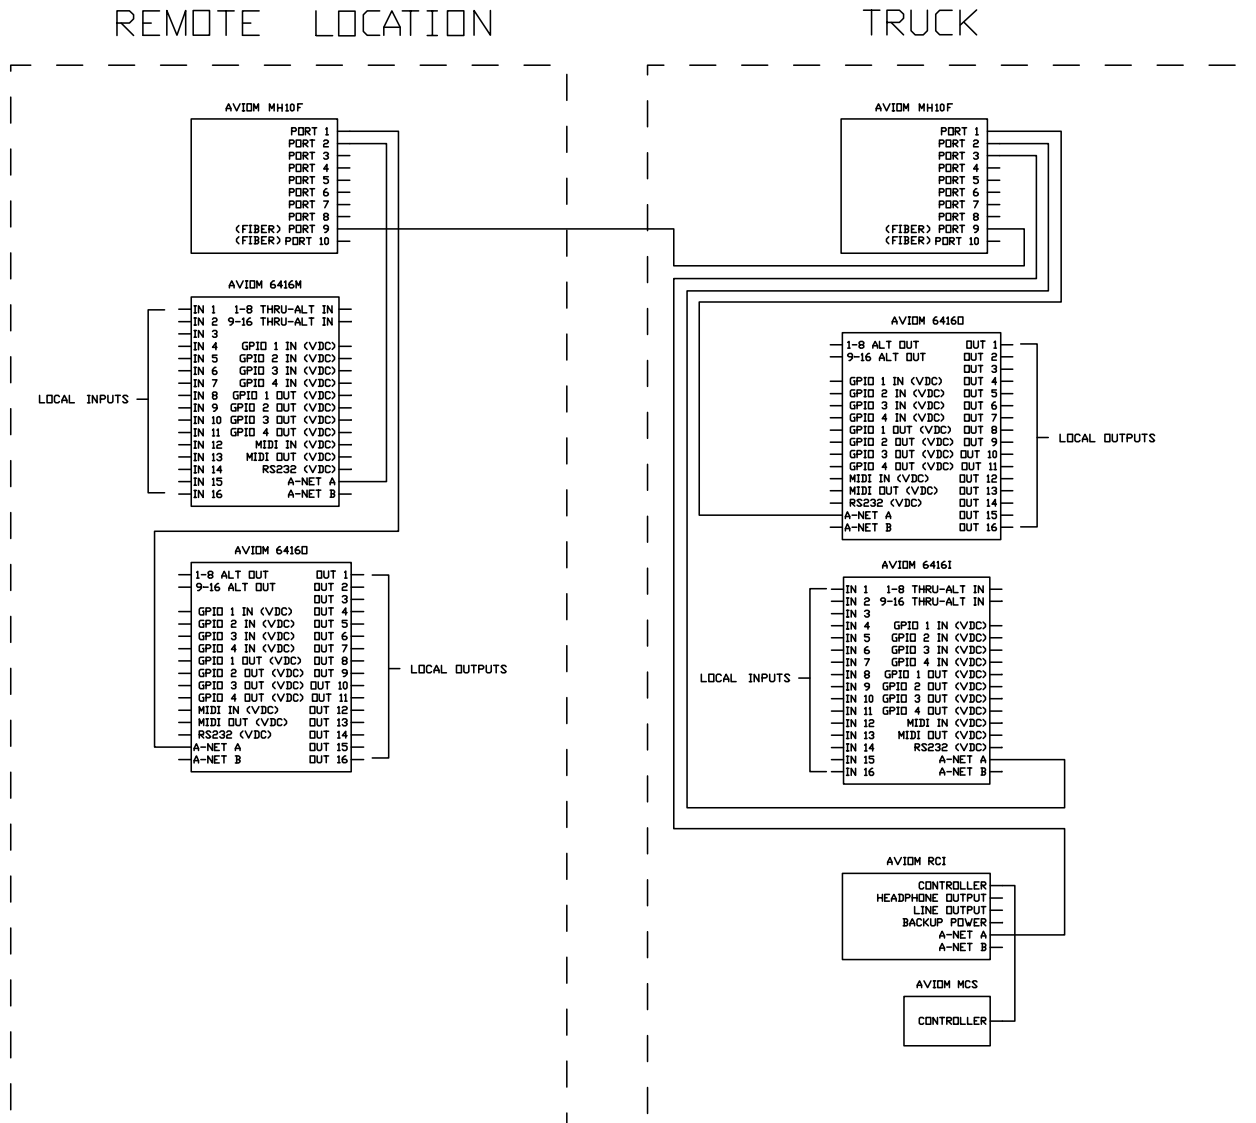 REMOTE LOCATION
AVIOM MH10F
PORT 1
PORT 2
PORT 3
PORT 4
PORT 5
PORT 6
PORT 7
PORT 8
(FIBER) PORT 9
(FIBER) PORT 10
AVIOM 6416M
IN 1 1-8 THRU-ALT IN
IN 2 9-16 THRU-ALT IN
IN 3
IN 4 GPIO 1 IN (VDC)
IN 5 GPIO 2 IN (VDC)
IN 6 GPIO 3 IN (VDC)
IN 7 GPIO 4 IN (VDC)
IN 8 GPIO 1 OUT (VDC)
IN 9 GPIO 2 OUT (VDC)
IN 10 GPIO 3 OUT (VDC)
IN 11 GPIO 4 OUT (VDC)
IN 12 MIDI IN (VDC)
IN 13 MIDI OUT (VDC)
IN 14 RS232 (VDC)
IN 15 A-NET A
IN 16 A-NET B
LOCAL INPUTS
AVIOM 6416O
1-8 ALT OUT OUT 1
9-16 ALT OUT OUT 2
OUT 3
GPIO 1 IN (VDC) OUT 4
GPIO 2 IN (VDC) OUT 5
GPIO 3 IN (VDC) OUT 6
GPIO 4 IN (VDC) OUT 7
GPIO 1 OUT (VDC) OUT 8
GPIO 2 OUT (VDC) OUT 9
GPIO 3 OUT (VDC) OUT 10
GPIO 4 OUT (VDC) OUT 11
MIDI IN (VDC) OUT 12
MIDI OUT (VDC) OUT 13
RS232 (VDC) OUT 14
A-NET A OUT 15
A-NET B OUT 16
LOCAL OUTPUTS
TRUCK
AVIOM MH10F
PORT 1
PORT 2
PORT 3
PORT 4
PORT 5
PORT 6
PORT 7
PORT 8
(FIBER) PORT 9
(FIBER) PORT 10
AVIOM 6416O
1-8 ALT OUT OUT 1
9-16 ALT OUT OUT 2
OUT 3
GPIO 1 IN (VDC) OUT 4
GPIO 2 IN (VDC) OUT 5
GPIO 3 IN (VDC) OUT 6
GPIO 4 IN (VDC) OUT 7
GPIO 1 OUT (VDC) OUT 8
GPIO 2 OUT (VDC) OUT 9
GPIO 3 OUT (VDC) OUT 10
GPIO 4 OUT (VDC) OUT 11
MIDI IN (VDC) OUT 12
MIDI OUT (VDC) OUT 13
RS232 (VDC) OUT 14
A-NET A OUT 15
A-NET B OUT 16
LOCAL OUTPUTS
AVIOM 6416I
IN 1 1-8 THRU-ALT IN
IN 2 9-16 THRU-ALT IN
IN 3
IN 4 GPIO 1 IN (VDC)
IN 5 GPIO 2 IN (VDC)
IN 6 GPIO 3 IN (VDC)
IN 7 GPIO 4 IN (VDC)
IN 8 GPIO 1 OUT (VDC)
IN 9 GPIO 2 OUT (VDC)
IN 10 GPIO 3 OUT (VDC)
IN 11 GPIO 4 OUT (VDC)
IN 12 MIDI IN (VDC)
IN 13 MIDI OUT (VDC)
IN 14 RS232 (VDC)
IN 15 A-NET A
IN 16 A-NET B
LOCAL INPUTS
AVIOM RCI
CONTROLLER
HEADPHONE OUTPUT
LINE OUTPUT
BACKUP POWER
A-NET A
A-NET B
AVIOM MCS
CONTROLLER